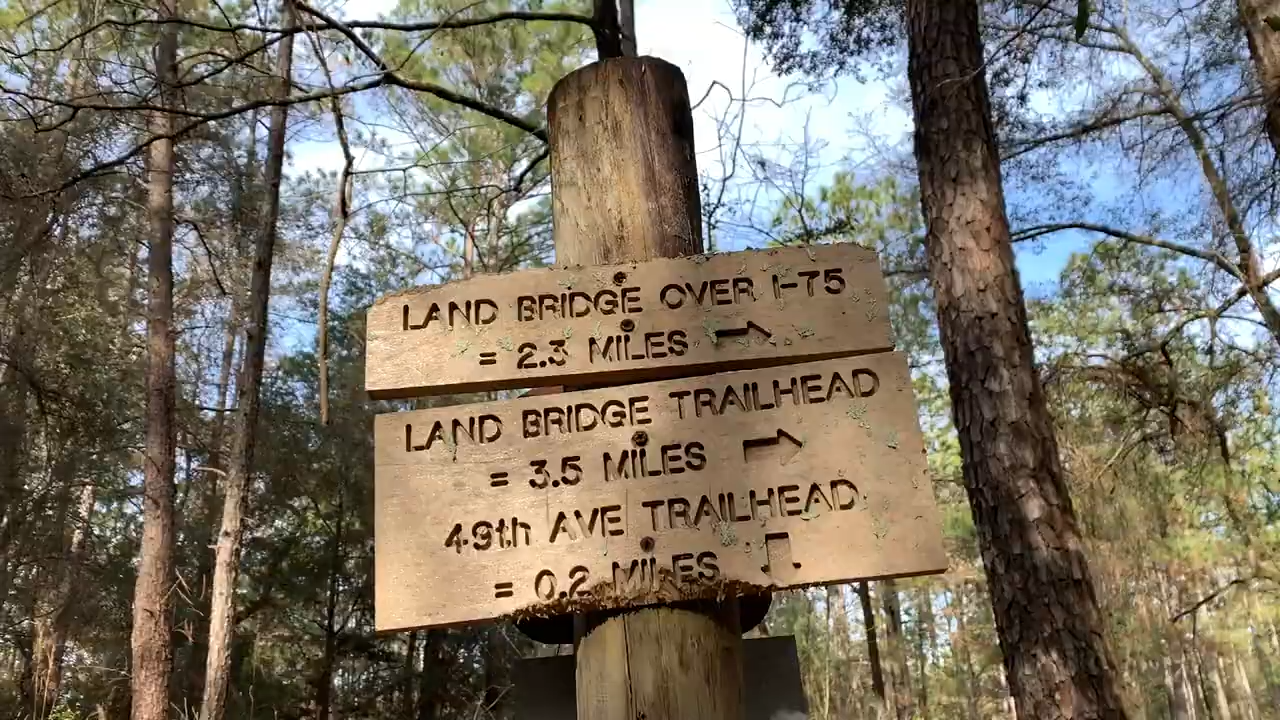 LAND BRIDGE OVER I-75
= 2.3 MILES →
LAND BRIDGE TRAILHEAD
= 3.5 MILES →
49th AVE TRAILHEAD
= 0.2 MILES